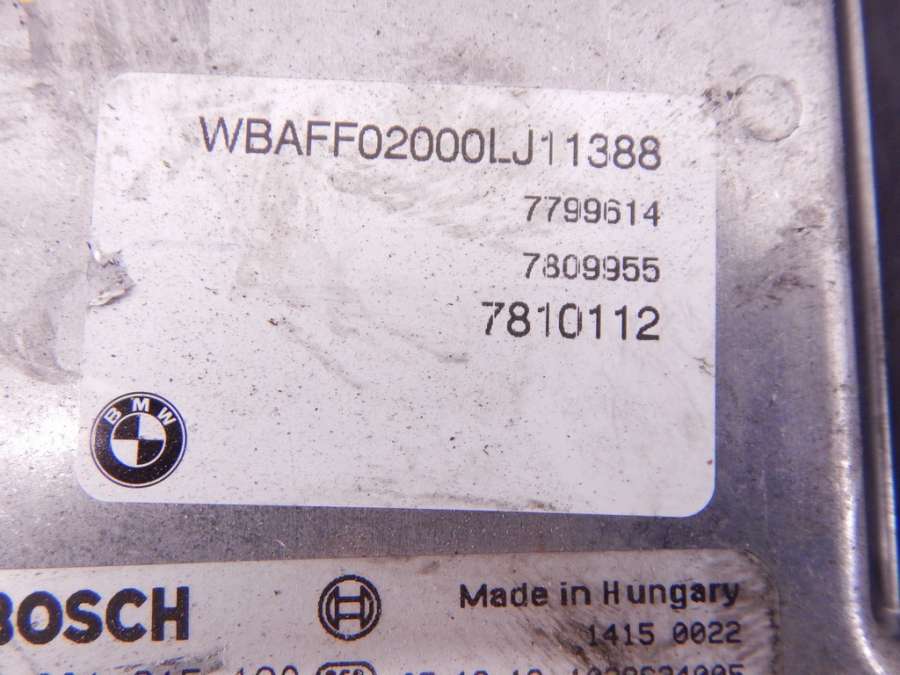 WBAFF02000LJ11388
7799614
7809955
7810112
BMW
BOSCH
Made in Hungary
1415 0022